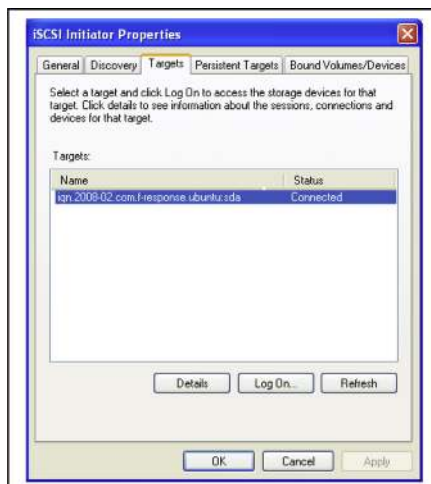 iSCSI Initiator Properties
General Discovery Targets Persistent Targets Bound Volumes/Devices
Select a target and click Log On to access the storage devices for that
target. Click details to see information about the sessions, connections and
devices for that target.
Targets:
Name Status
iqn.2008-02.com.f-response.ubuntu:sda Connected
Details Log On... Refresh
OK Cancel Apply